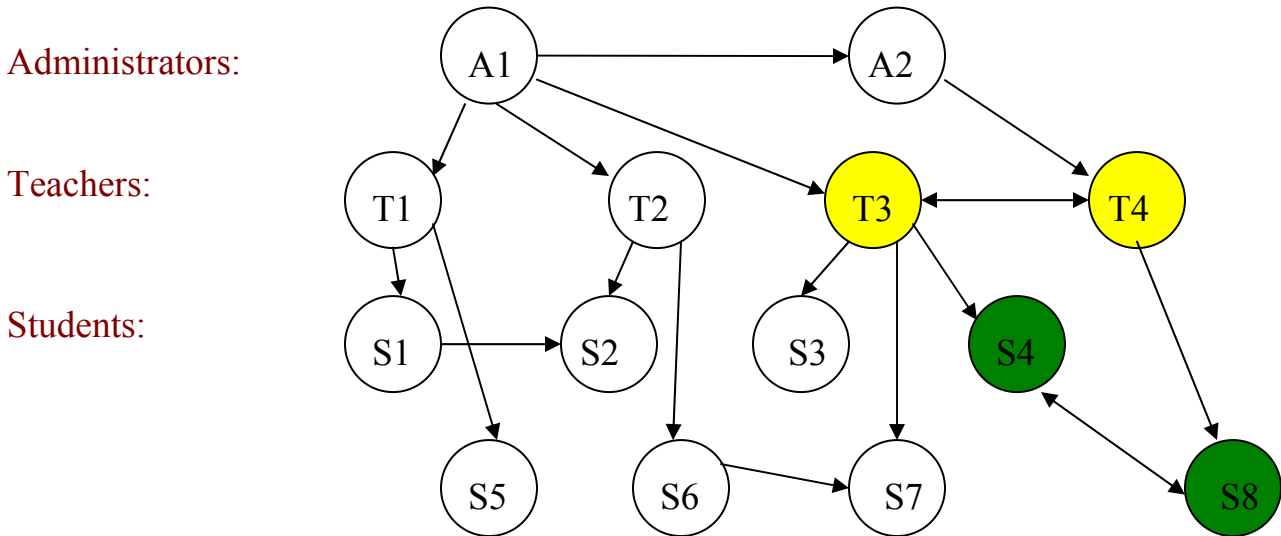 Administrators:
A1
A2
Teachers:
T1
T2
T3
T4
Students:
S1
S2
S3
S4
S5
S6
S7
S8